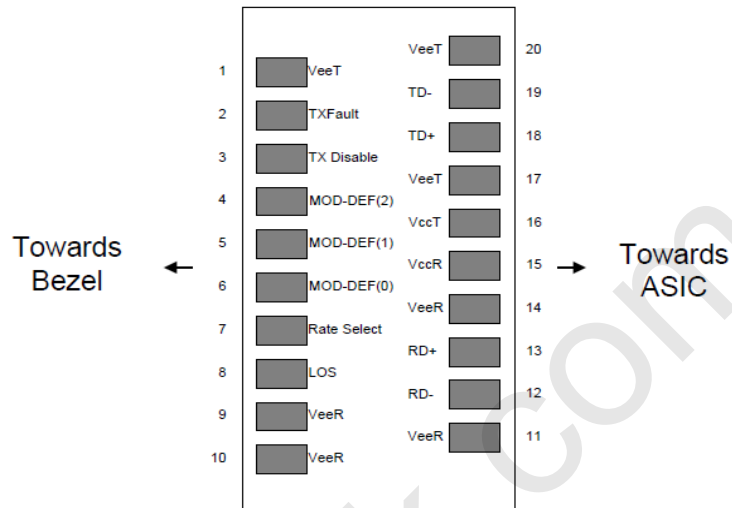 1 VeeT
2 TXFault
3 TX Disable
4 MOD-DEF(2)
5 MOD-DEF(1)
6 MOD-DEF(0)
7 Rate Select
8 LOS
9 VeeR
10 VeeR
VeeT 20
TD- 19
TD+ 18
VeeT 17
VccT 16
VccR 15
VeeR 14
RD+ 13
RD- 12
VeeR 11
Towards
Bezel
Towards
ASIC
com